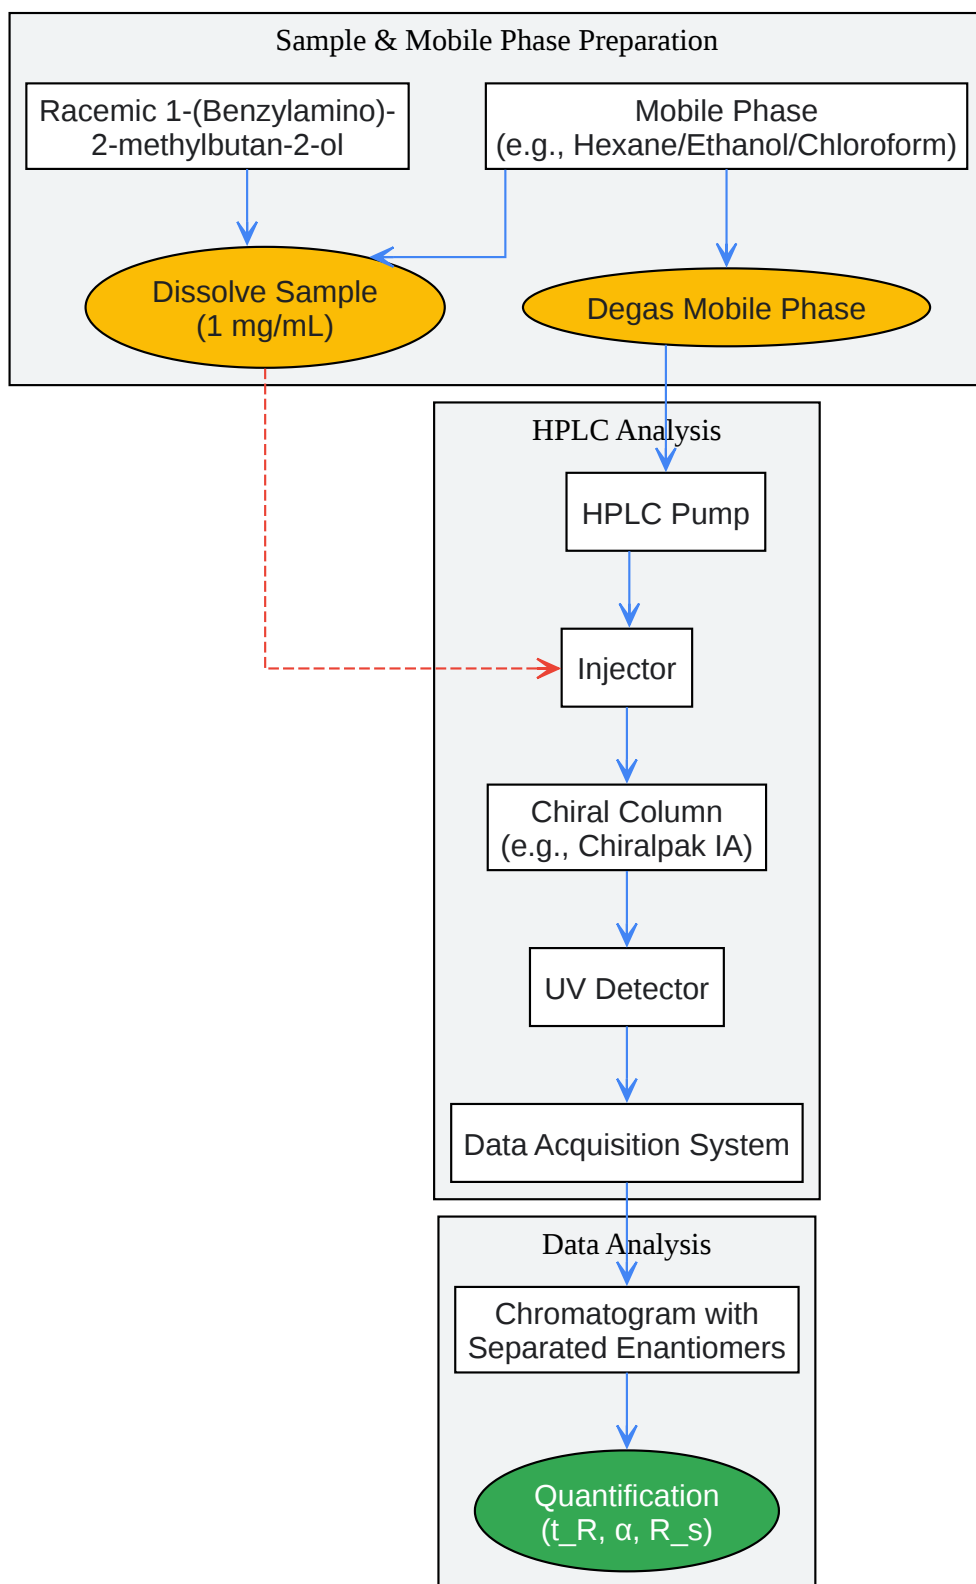 Sample & Mobile Phase Preparation
Racemic 1-(Benzylamino)-
2-methylbutan-2-ol
Mobile Phase
(e.g., Hexane/Ethanol/Chloroform)
Dissolve Sample
(1 mg/mL)
Degas Mobile Phase
HPLC Analysis
HPLC Pump
Injector
Chiral Column
(e.g., Chiralpak IA)
UV Detector
Data Acquisition System
Data Analysis
Chromatogram with
Separated Enantiomers
Quantification
(t_R, α, R_s)